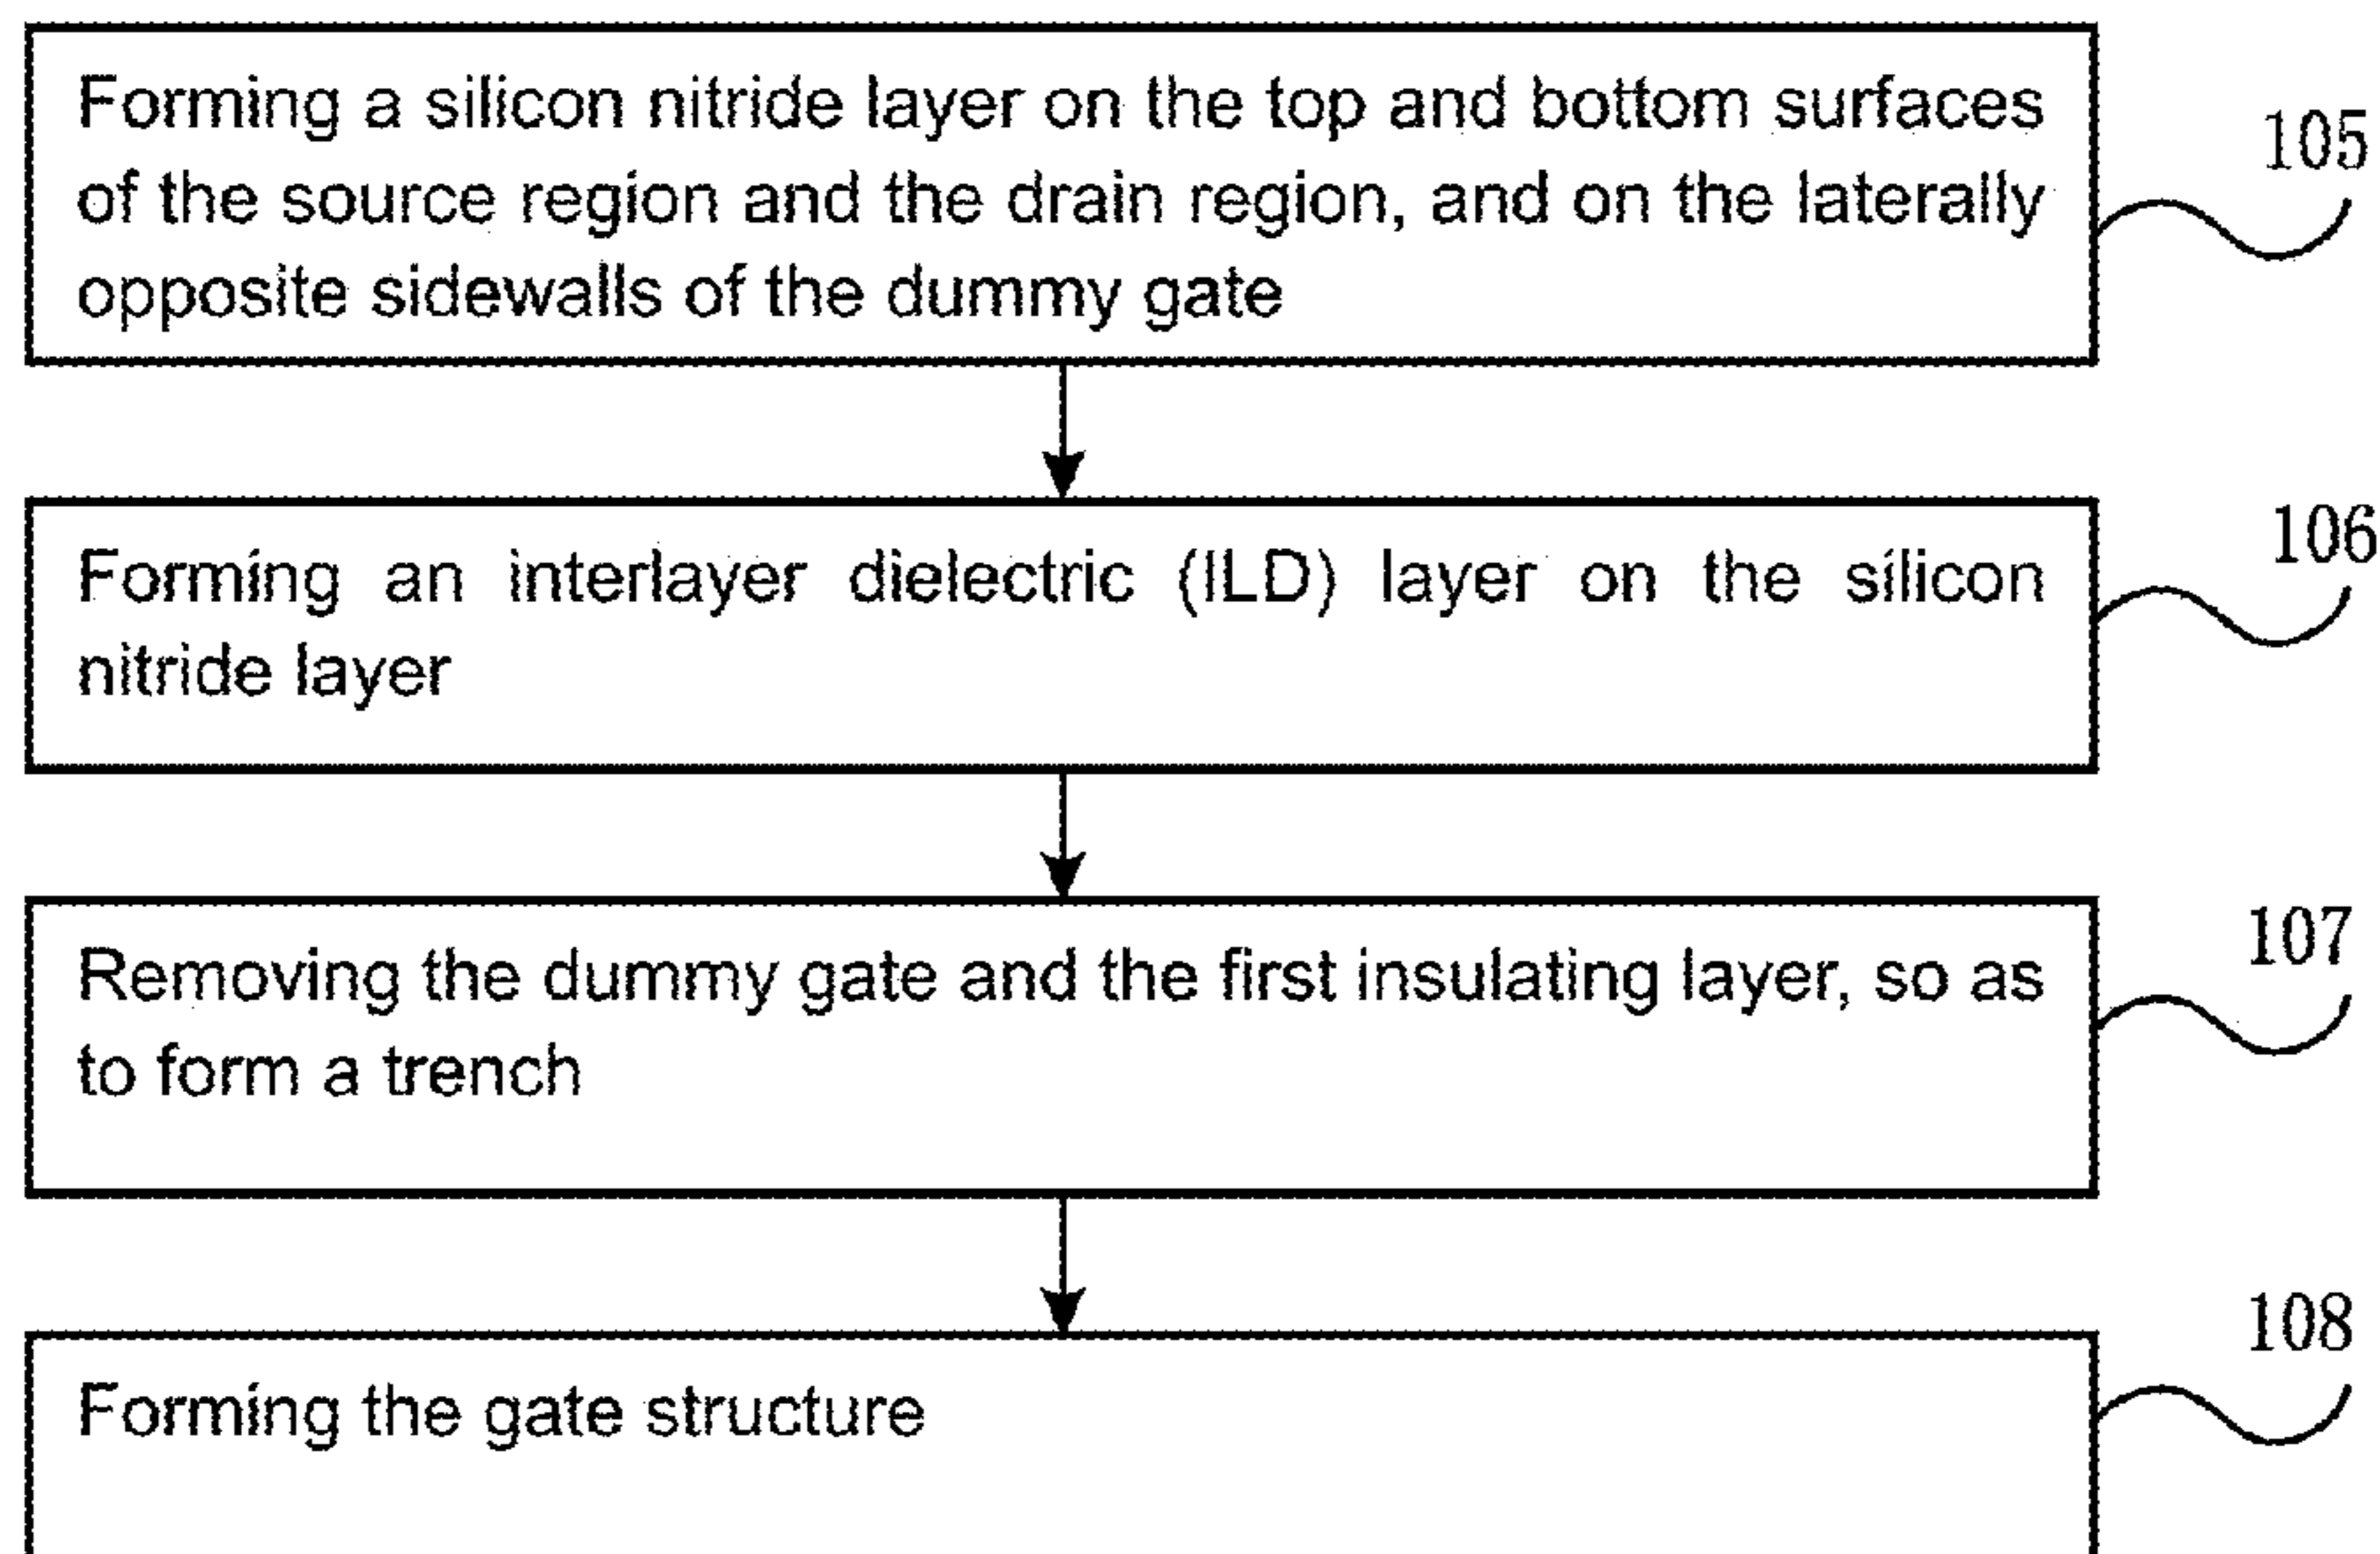 Forming a silicon nitride layer on the top and bottom surfaces
of the source region and the drain region, and on the laterally
opposite sidewalls of the dummy gate
105
Forming an interlayer dielectric (ILD) layer on the silicon
nitride layer
106
Removing the dummy gate and the first insulating layer, so as
to form a trench
107
Forming the gate structure
108